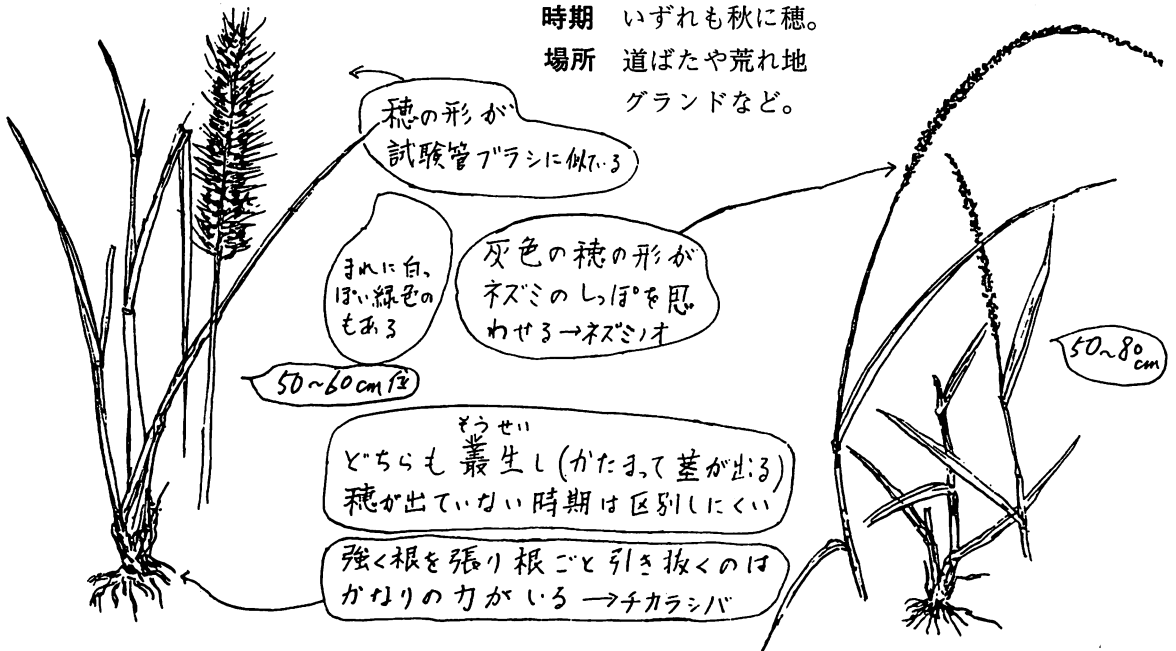 時期 いずれも秋に穂。
場所 道ばたや荒れ地
グランドなど。
穂の形が
試験管ブラシに似ている
まれに白っ
ぽい緑色の
もある
灰色の穂の形が
ネズミのしっぽを思
わせる→ネズミノオ
50~60cm位
50~80
cm
そうせい
どちらも叢生し(かたまって茎が出る)
穂が出ていない時期は区別しにくい
強く根を張り根ごと引き抜くのは
かなりの力がいる→チカラシバ